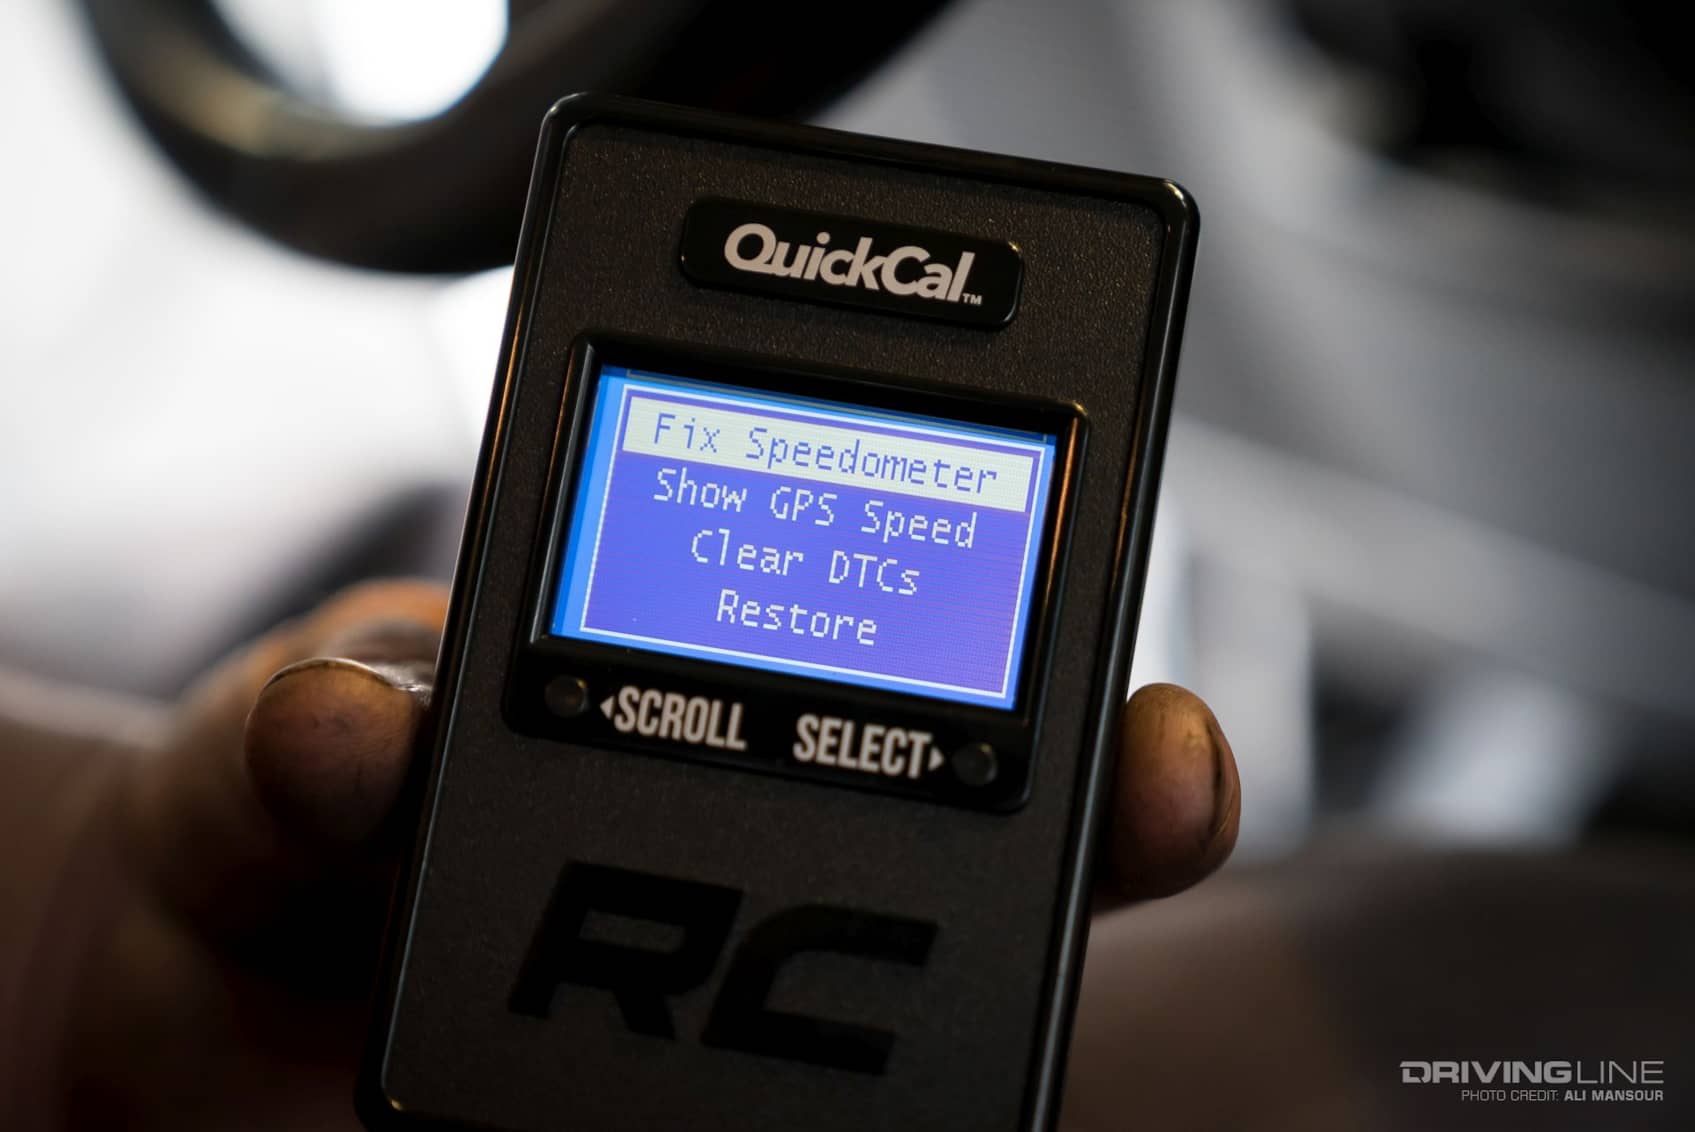 QuickCal™
Fix Speedometer
Show GPS Speed
Clear DTCs
Restore
◂SCROLL SELECT▸
RC
DRIVINGLINE
PHOTO CREDIT: ALI MANSOUR